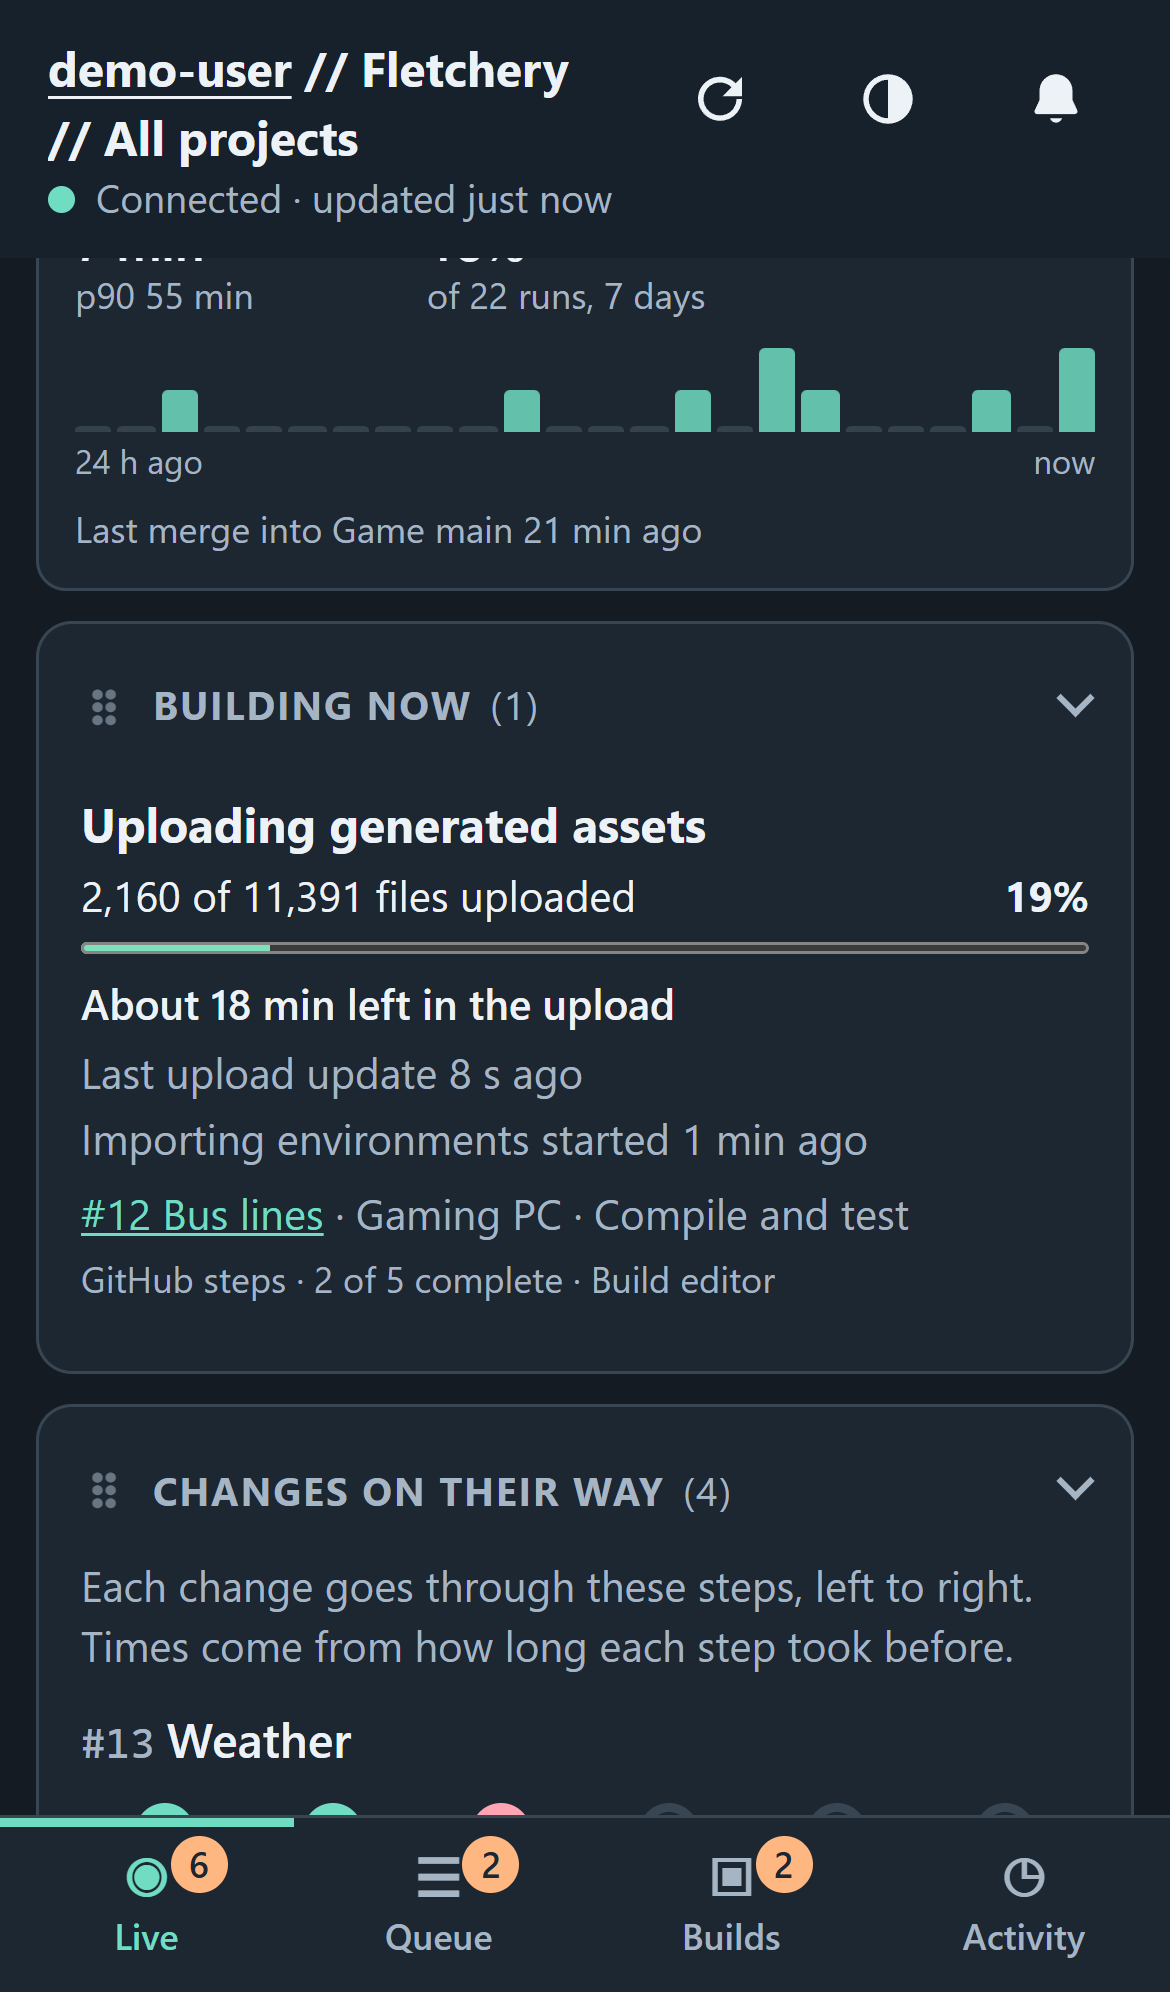 demo-user // Fletchery
// All projects
Connected · updated just now
p90 55 min
of 22 runs, 7 days
24 h ago
now
Last merge into Game main 21 min ago
BUILDING NOW (1)
Uploading generated assets
2,160 of 11,391 files uploaded
19%
About 18 min left in the upload
Last upload update 8 s ago
Importing environments started 1 min ago
#12 Bus lines · Gaming PC · Compile and test
GitHub steps · 2 of 5 complete · Build editor
CHANGES ON THEIR WAY (4)
Each change goes through these steps, left to right.
Times come from how long each step took before.
#13 Weather
6
2
2
Live
Queue
Builds
Activity